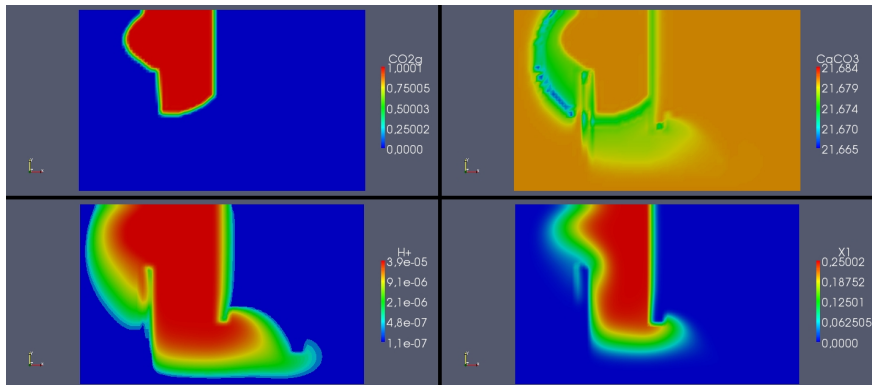 CO2g
1,0001
0,75005
0,50003
0,25002
0,0000
CaCO3
21,684
21,679
21,674
21,670
21,665
H+
3,9e-05
9,1e-06
2,1e-06
4,8e-07
1,1e-07
X1
0,25002
0,18752
0,12501
0,062505
0,0000